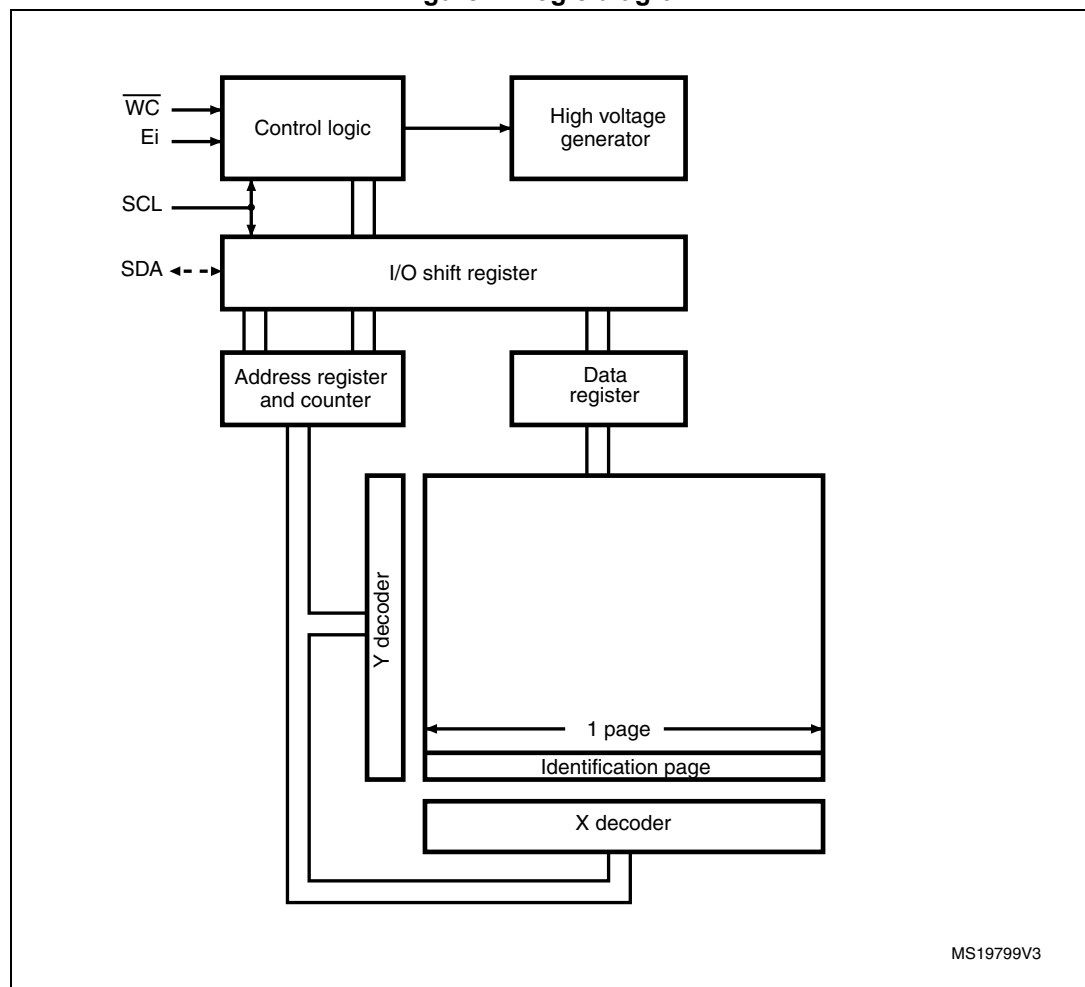 WC
Ei
SCL
SDA
Control logic
High voltage
generator
I/O shift register
Address register
and counter
Data
register
Y decoder
1 page
Identification page
X decoder
MS19799V3